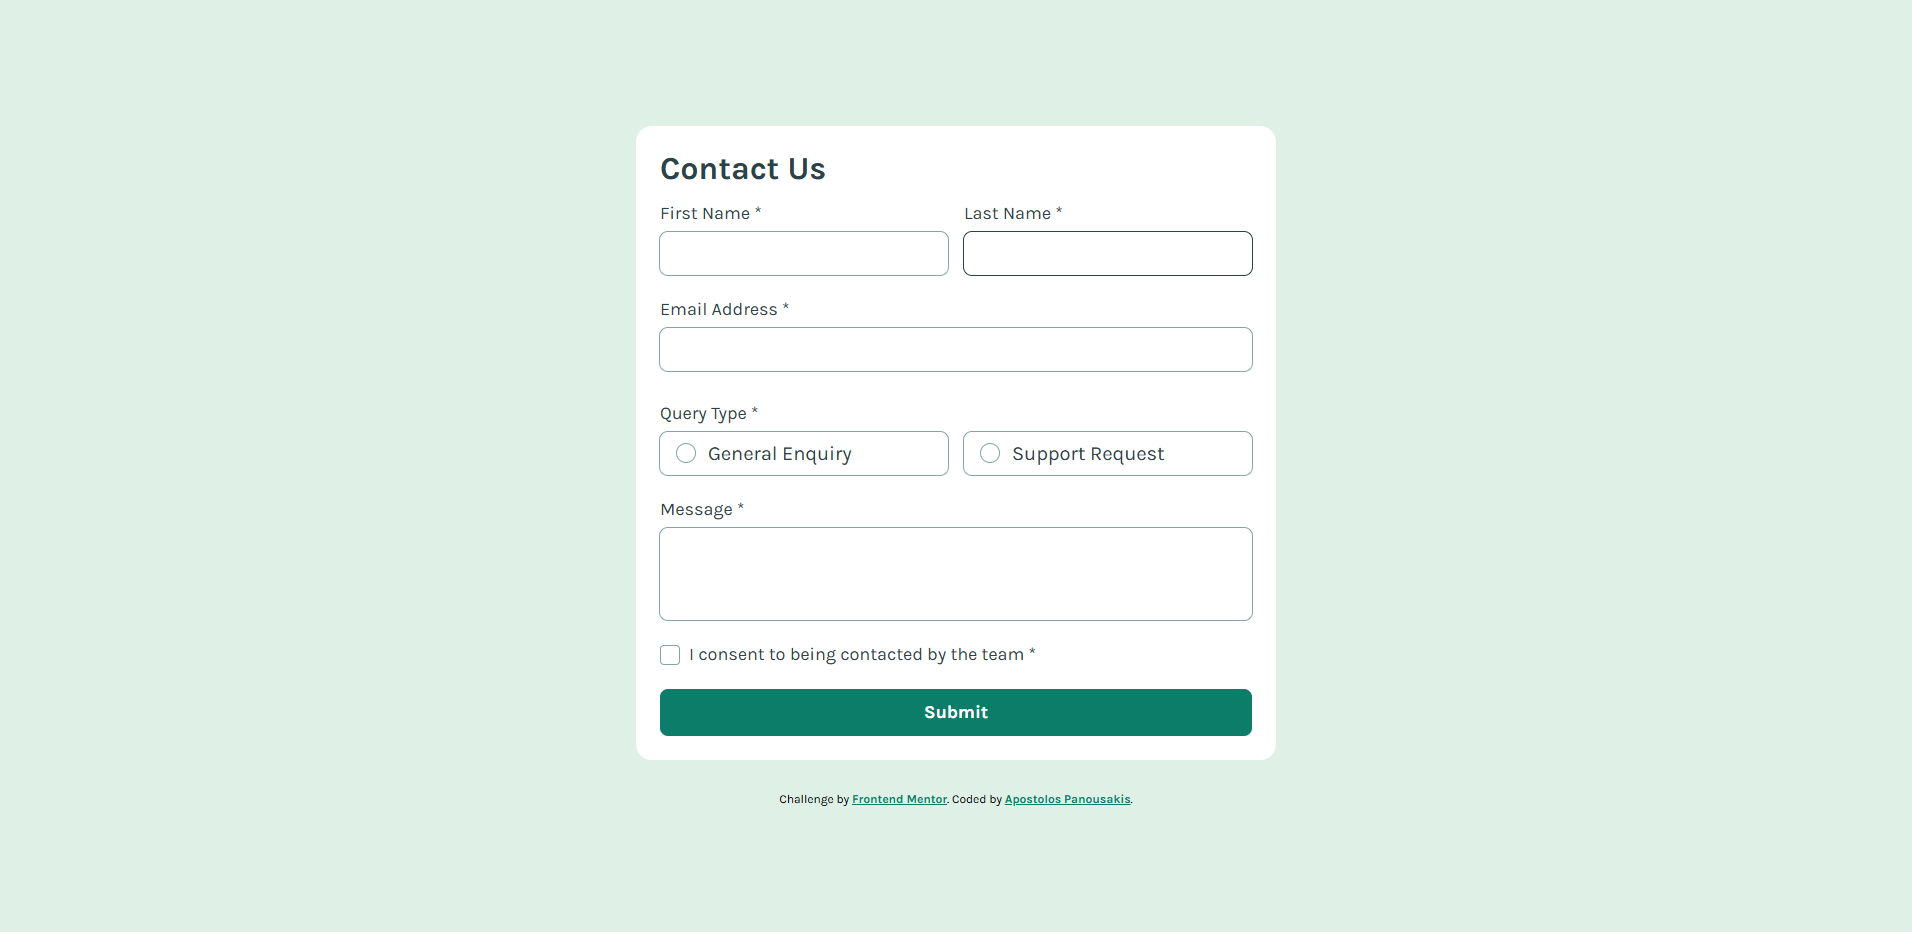 Contact Us
First Name * Last Name *
Email Address *
Query Type *
General Enquiry Support Request
Message *
I consent to being contacted by the team *
Submit
Challenge by Frontend Mentor. Coded by Apostolos Panousakis.